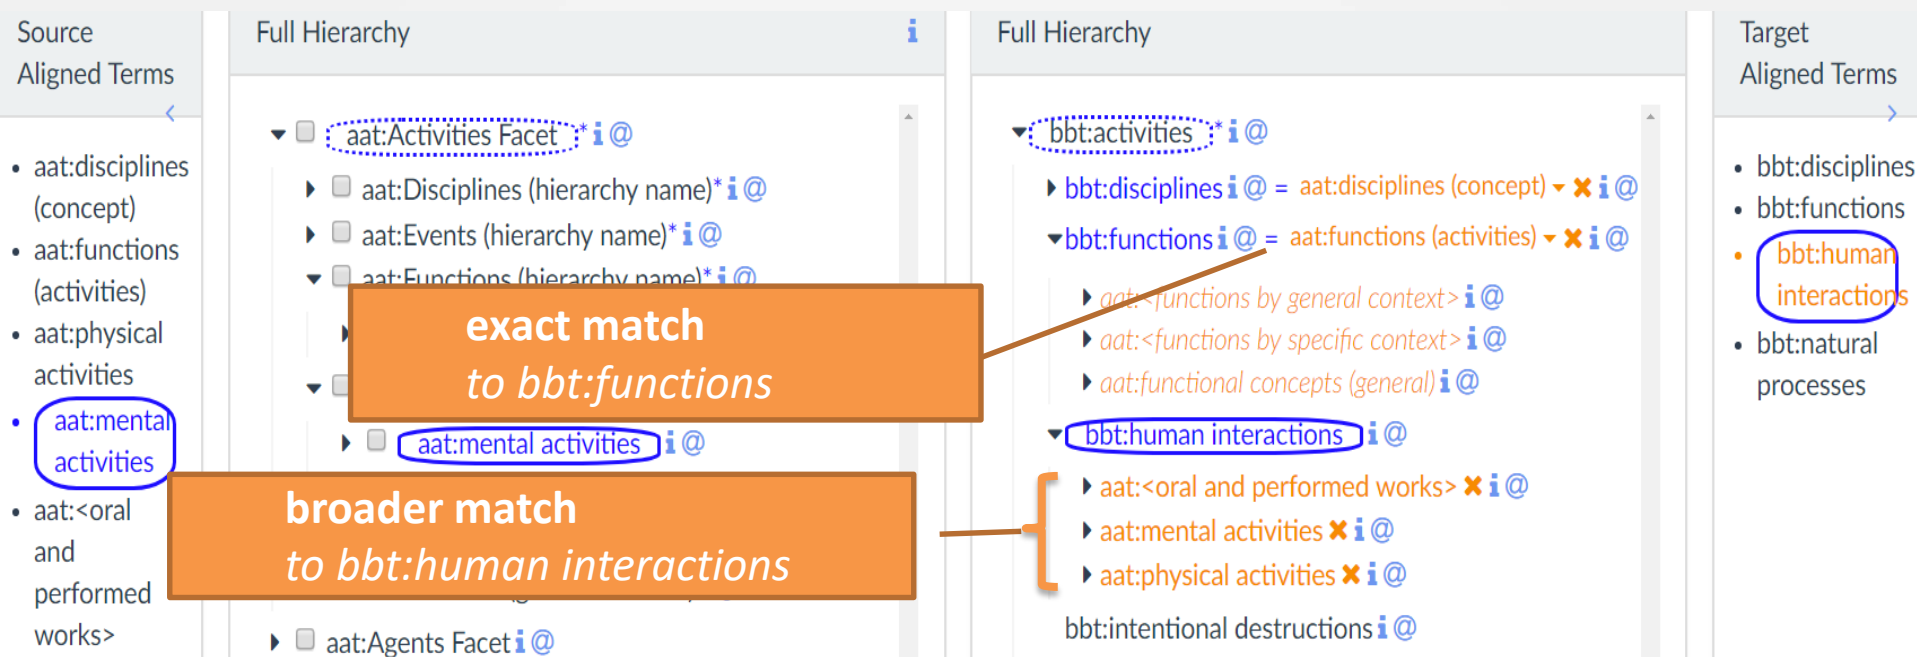 Source
Aligned Terms
<
• aat:disciplines
(concept)
• aat:functions
(activities)
• aat:physical
activities
• aat:mental
activities
• aat:<oral
and
performed
works>
Full Hierarchy i
aat:Activities Facet * i @
aat:Disciplines (hierarchy name)* i @
aat:Events (hierarchy name)* i @
aat:Functions (hierarchy name)* i @
aat:mental activities i @
aat:Agents Facet i @
exact match
to bbt:functions
broader match
to bbt:human interactions
Full Hierarchy
bbt:activities * i @
bbt:disciplines i @ = aat:disciplines (concept) i @
bbt:functions i @ = aat:functions (activities) i @
aat:<functions by general context> i @
aat:<functions by specific context> i @
aat:functional concepts (general) i @
bbt:human interactions i @
aat:<oral and performed works> i @
aat:mental activities i @
aat:physical activities i @
bbt:intentional destructions i @
Target
Aligned Terms
>
• bbt:disciplines
• bbt:functions
• bbt:human
interactions
• bbt:natural
processes